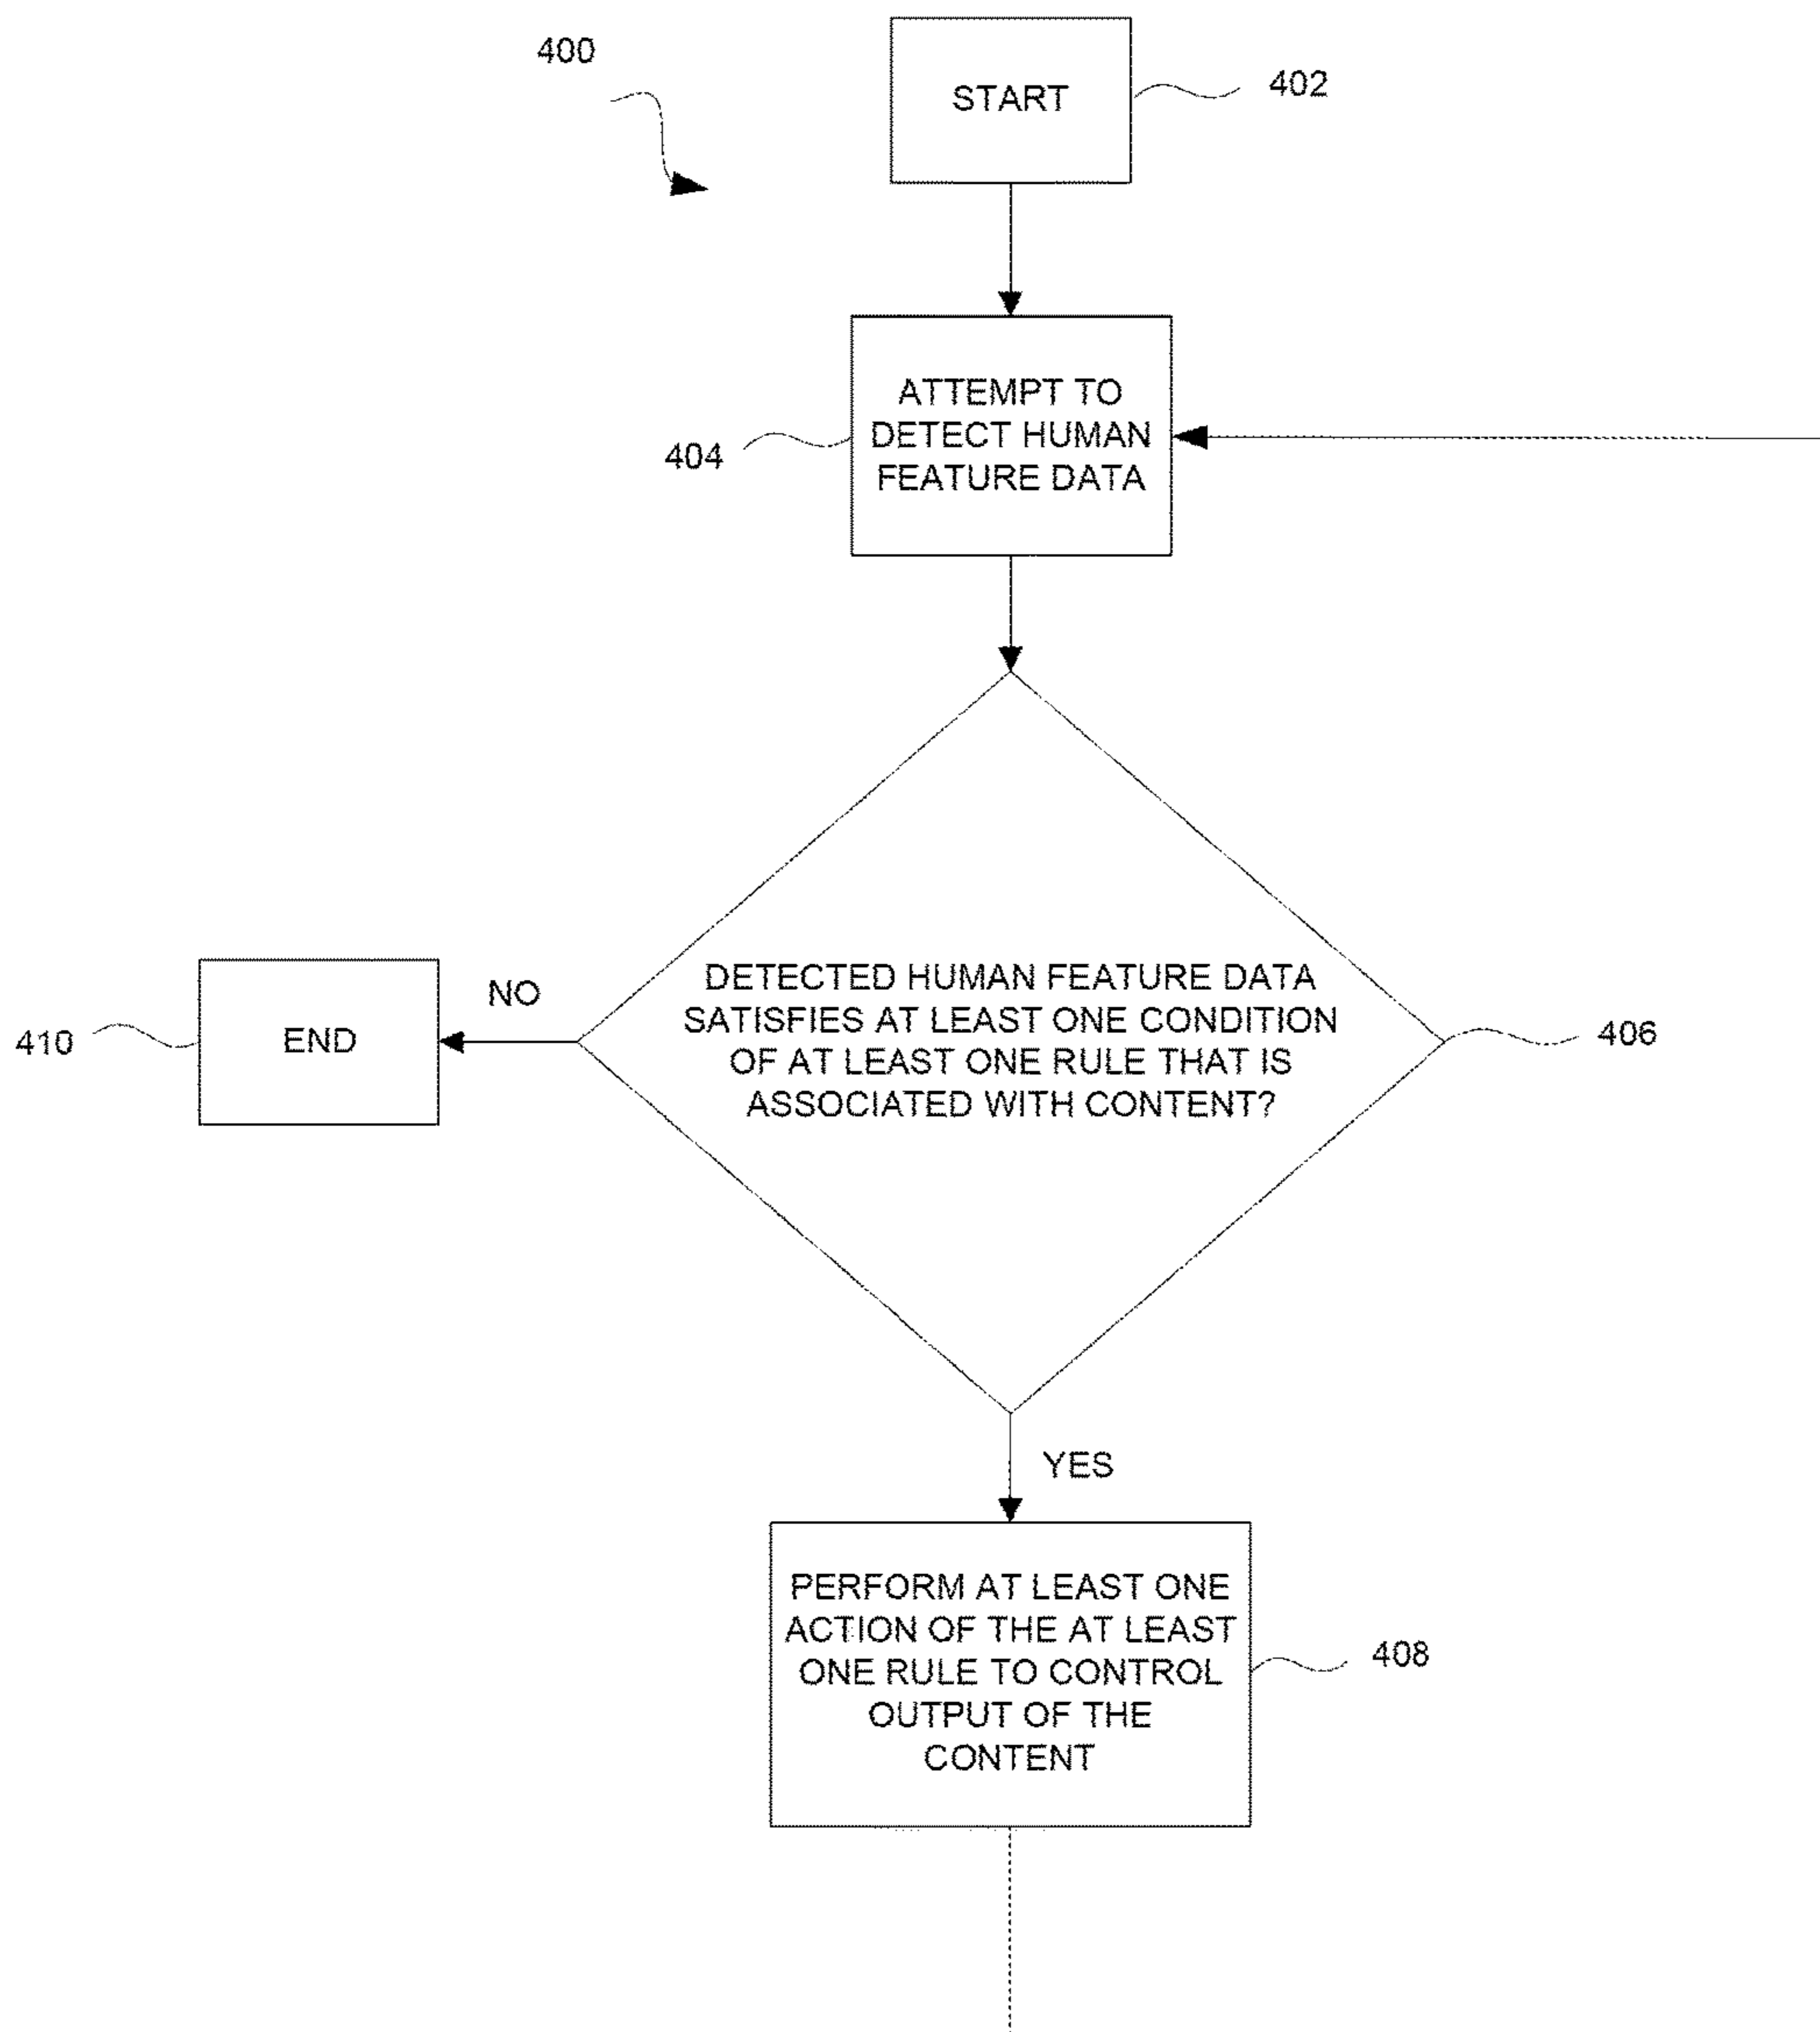 400
START
402
ATTEMPT TO
DETECT HUMAN
FEATURE DATA
404
DETECTED HUMAN FEATURE DATA
SATISFIES AT LEAST ONE CONDITION
OF AT LEAST ONE RULE THAT IS
ASSOCIATED WITH CONTENT?
406
NO
END
410
YES
PERFORM AT LEAST ONE
ACTION OF THE AT LEAST
ONE RULE TO CONTROL
OUTPUT OF THE
CONTENT
408